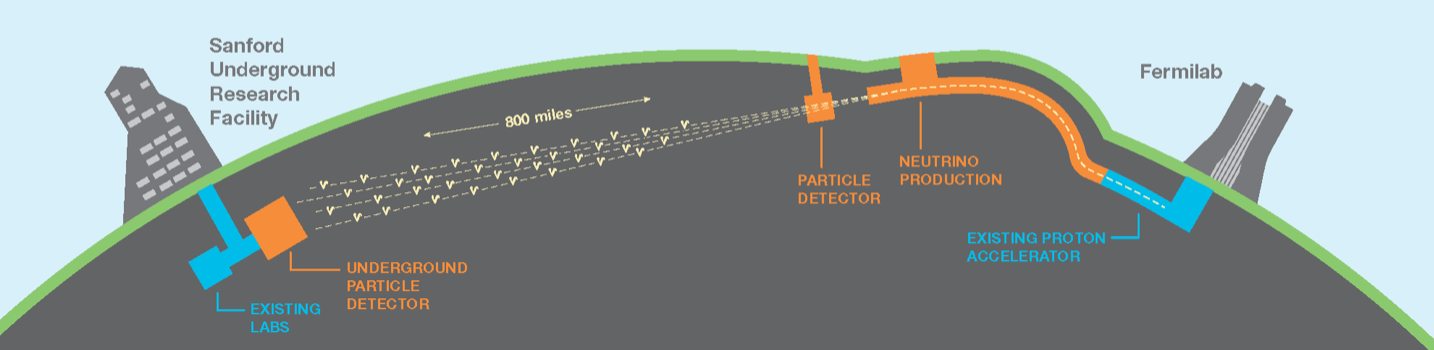 Sanford
Underground
Research
Facility
800 miles
Fermilab
PARTICLE
DETECTOR
NEUTRINO
PRODUCTION
EXISTING PROTON
ACCELERATOR
UNDERGROUND
PARTICLE
DETECTOR
EXISTING
LABS